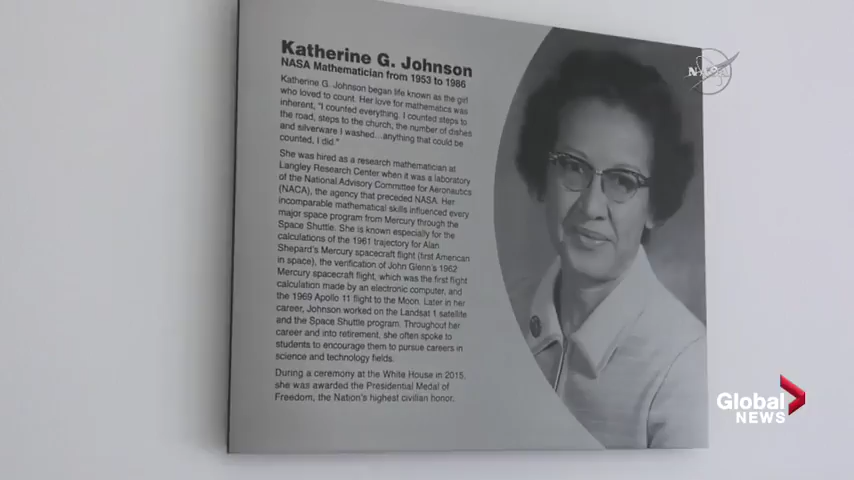 Katherine G. Johnson
NASA Mathematician from 1953 to 1986
Katherine G. Johnson began life known as the girl
who loved to count. Her love for mathematics was
inherent, "I counted everything. I counted steps to
the road, steps to the church, the number of dishes
and silverware I washed...anything that could be
counted, I did."
She was hired as a research mathematician at
Langley Research Center when it was a laboratory
of the National Advisory Committee for Aeronautics
(NACA), the agency that preceded NASA. Her
incomparable mathematical skills influenced every
major space program from Mercury through the
Space Shuttle. She is known especially for the
calculations of the 1961 trajectory for Alan
Shepard's Mercury spacecraft flight (first American
in space), the verification of John Glenn's 1962
Mercury spacecraft flight, which was the first flight
calculation made by an electronic computer, and
the 1969 Apollo 11 flight to the Moon. Later in her
career, Johnson worked on the Landsat 1 satellite
and the Space Shuttle program. Throughout her
career and into retirement, she often spoke to
students to encourage them to pursue careers in
science and technology fields.
During a ceremony at the White House in 2015,
she was awarded the Presidential Medal of
Freedom, the Nation's highest civilian honor.
NASA
Global
NEWS